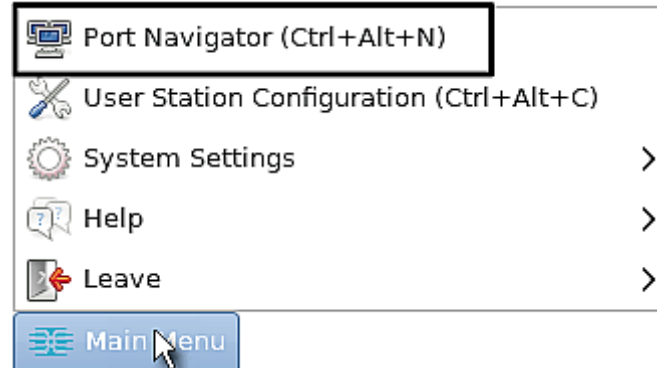 Port Navigator (Ctrl+Alt+N)
User Station Configuration (Ctrl+Alt+C)
System Settings
Help
Leave
Main Menu